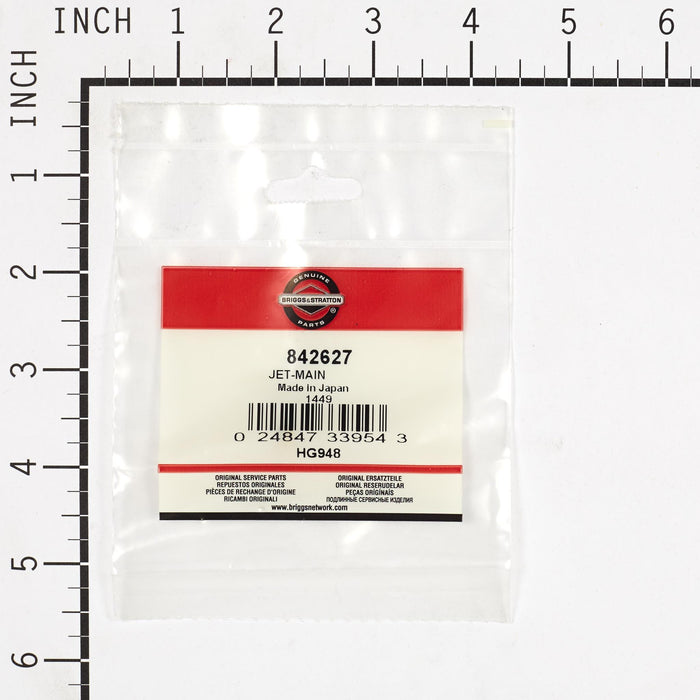 INCH 1 2 3 4 5 6
INCH
1
2
3
4
5
6
GENUINE
BRIGGS&STRATTON
PARTS
®
842627
JET-MAIN
Made in Japan
1449
0 24847 33954 3
HG948
ORIGINAL SERVICE PARTS
REPUESTOS ORIGINALES
PIÈCES DE RECHANGE D'ORIGINE
RICAMBI ORIGINALI
ORIGINAL ERSATZTEILE
ORIGINAL RESERUDELAR
PEÇAS ORIGINAIS
ПОДЛИННЫЕ СЕРВИСНЫЕ ИЗДЕЛИЯ
www.briggsnetwork.com